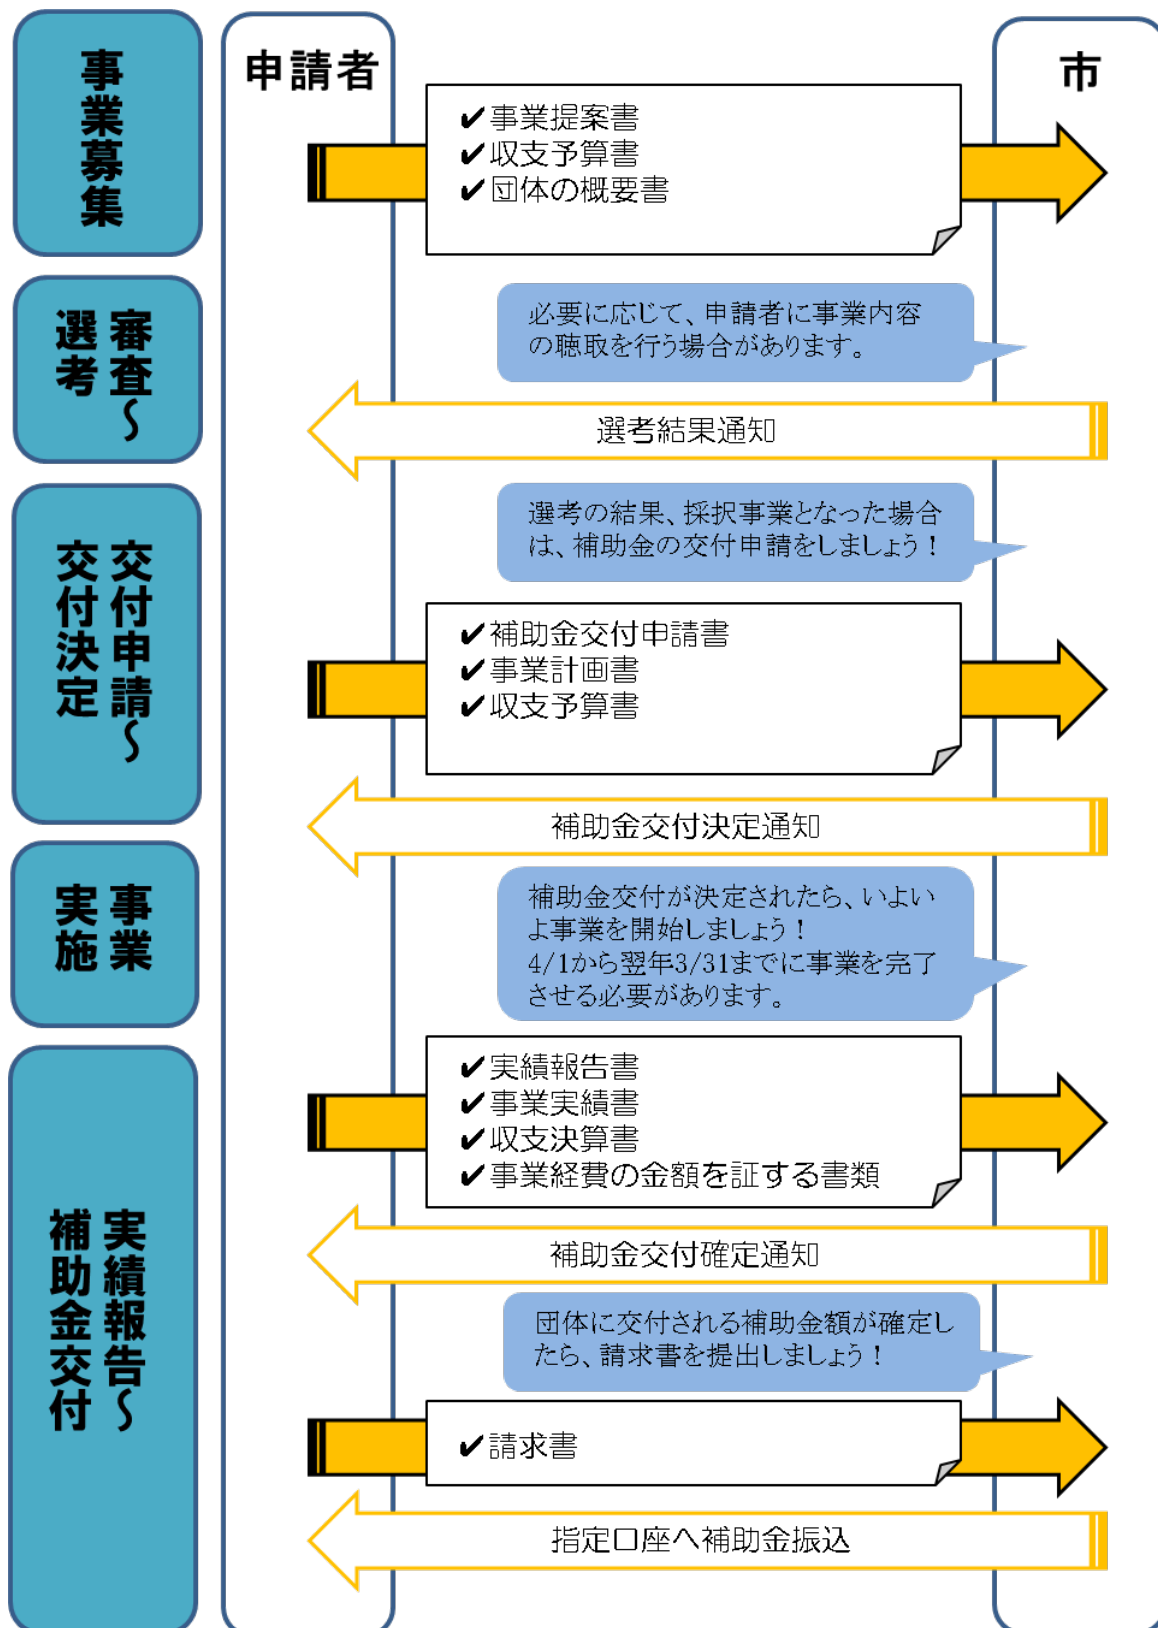 申請者
市
事業募集
✔事業提案書
✔収支予算書
✔団体の概要書
審査～
選考
必要に応じて、申請者に事業内容
の聴取を行う場合があります。
選考結果通知
交付申請～
交付決定
選考の結果、採択事業となった場合
は、補助金の交付申請をしましょう！
✔補助金交付申請書
✔事業計画書
✔収支予算書
補助金交付決定通知
事業
実施
補助金交付が決定されたら、いよい
よ事業を開始しましょう！
4/1から翌年3/31までに事業を完了
させる必要があります。
実績報告～
補助金交付
✔実績報告書
✔事業実績書
✔収支決算書
✔事業経費の金額を証する書類
補助金交付確定通知
団体に交付される補助金額が確定し
たら、請求書を提出しましょう！
✔請求書
指定口座へ補助金振込